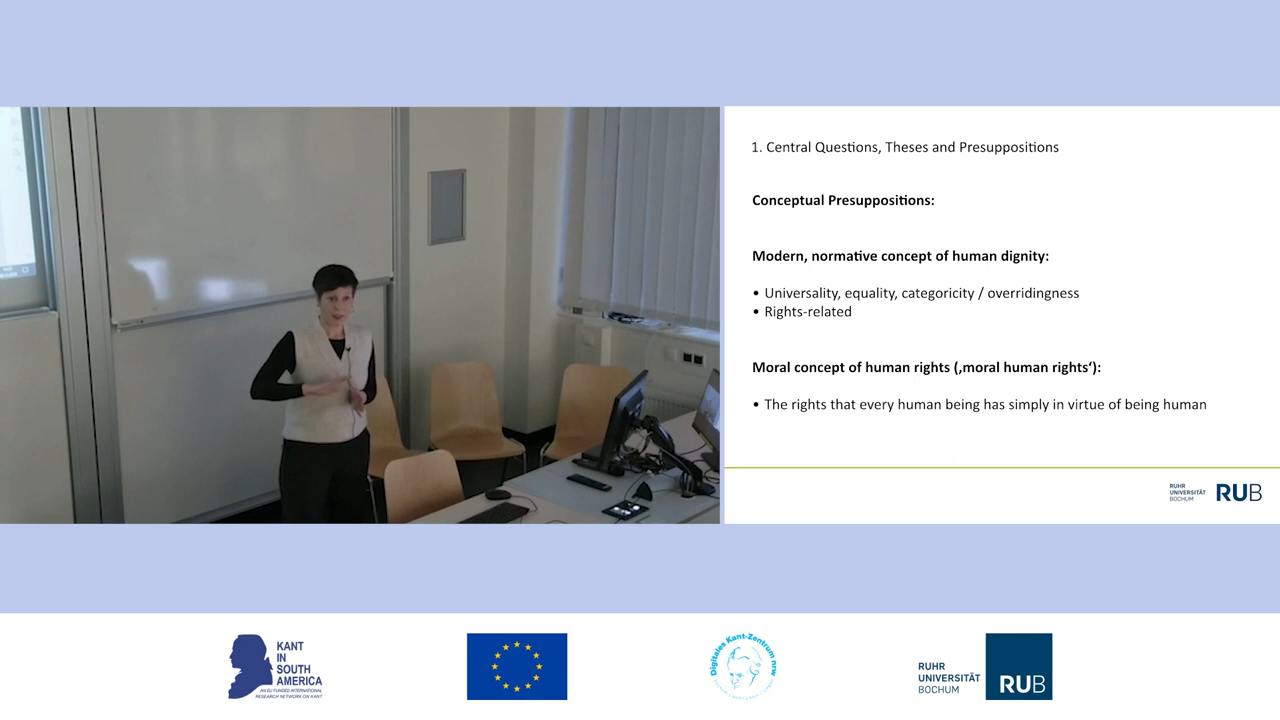 1. Central Questions, Theses and Presuppositions
Conceptual Presuppositions:
Modern, normative concept of human dignity:
• Universality, equality, categoricity / overridingness
• Rights-related
Moral concept of human rights (‚moral human rights‘):
• The rights that every human being has simply in virtue of being human
RUHR
UNIVERSITÄT
BOCHUM
RUB
KANT
IN
SOUTH
AMERICA
AN EU FUNDED INTERNATIONAL
RESEARCH NETWORK ON KANT
Digitales Kant-Zentrum nrw
RUHR
UNIVERSITÄT
BOCHUM
RUB